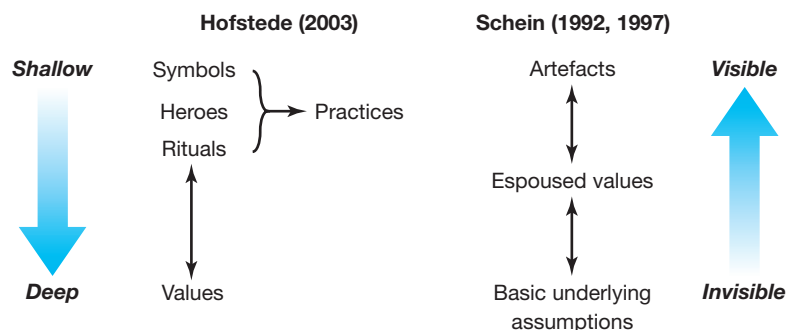 Hofstede (2003) Schein (1992, 1997)
Shallow Symbols Artefacts Visible
Heroes Practices
Rituals
Espoused values
Deep Values Basic underlying Invisible
assumptions